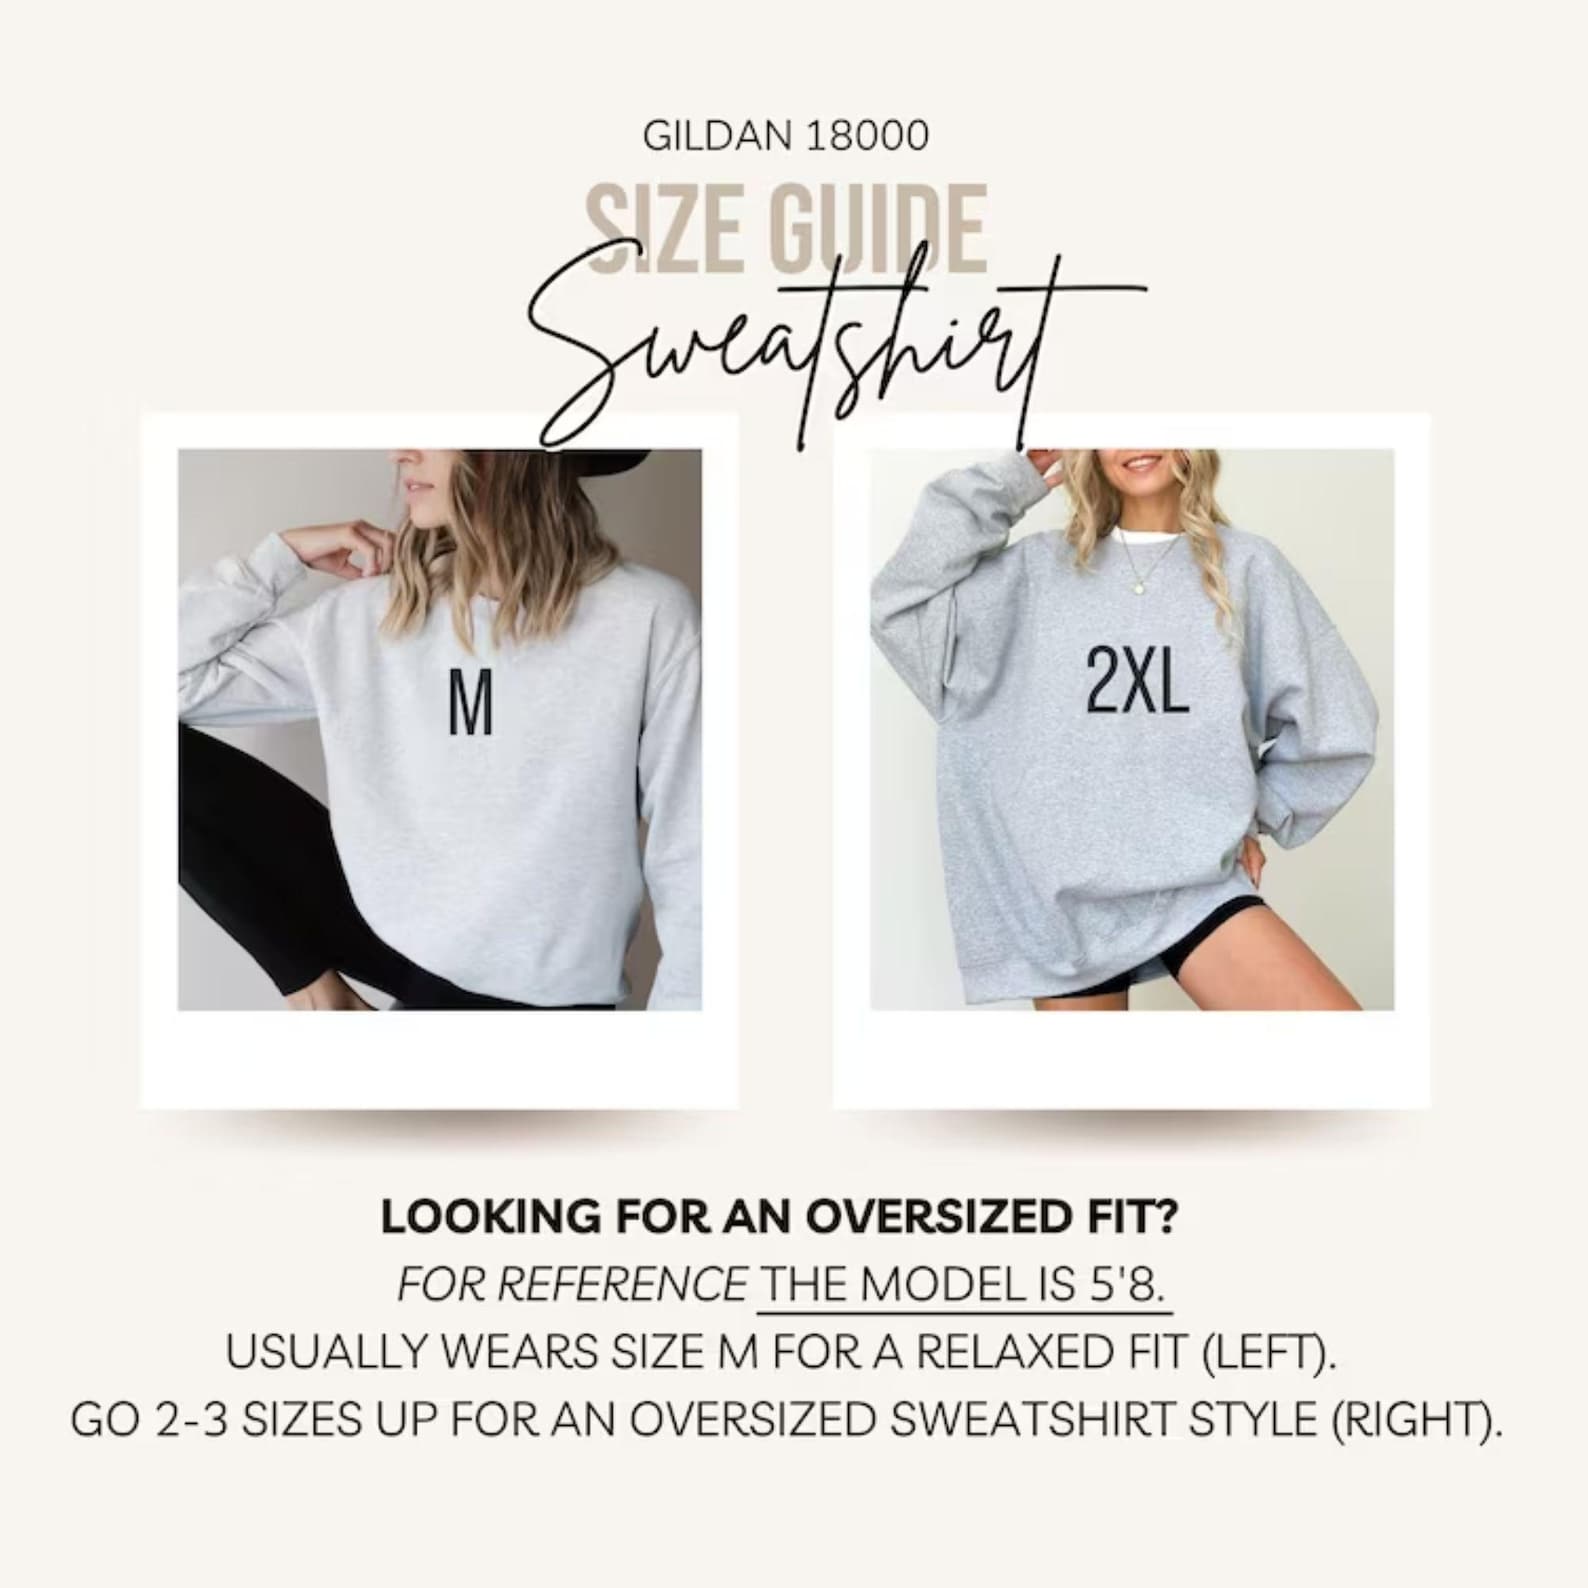 GILDAN 18000
SIZE GUIDE
Sweatshirt
M
2XL
LOOKING FOR AN OVERSIZED FIT?
FOR REFERENCE THE MODEL IS 5'8.
USUALLY WEARS SIZE M FOR A RELAXED FIT (LEFT).
GO 2-3 SIZES UP FOR AN OVERSIZED SWEATSHIRT STYLE (RIGHT).